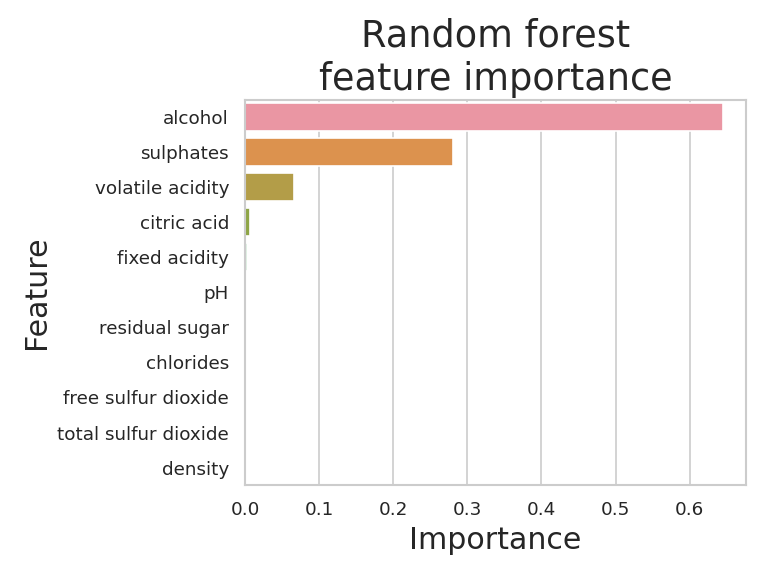 Random forest
feature importance
Feature
alcohol
sulphates
volatile acidity
citric acid
fixed acidity
pH
residual sugar
chlorides
free sulfur dioxide
total sulfur dioxide
density
0.0 0.1 0.2 0.3 0.4 0.5 0.6
Importance